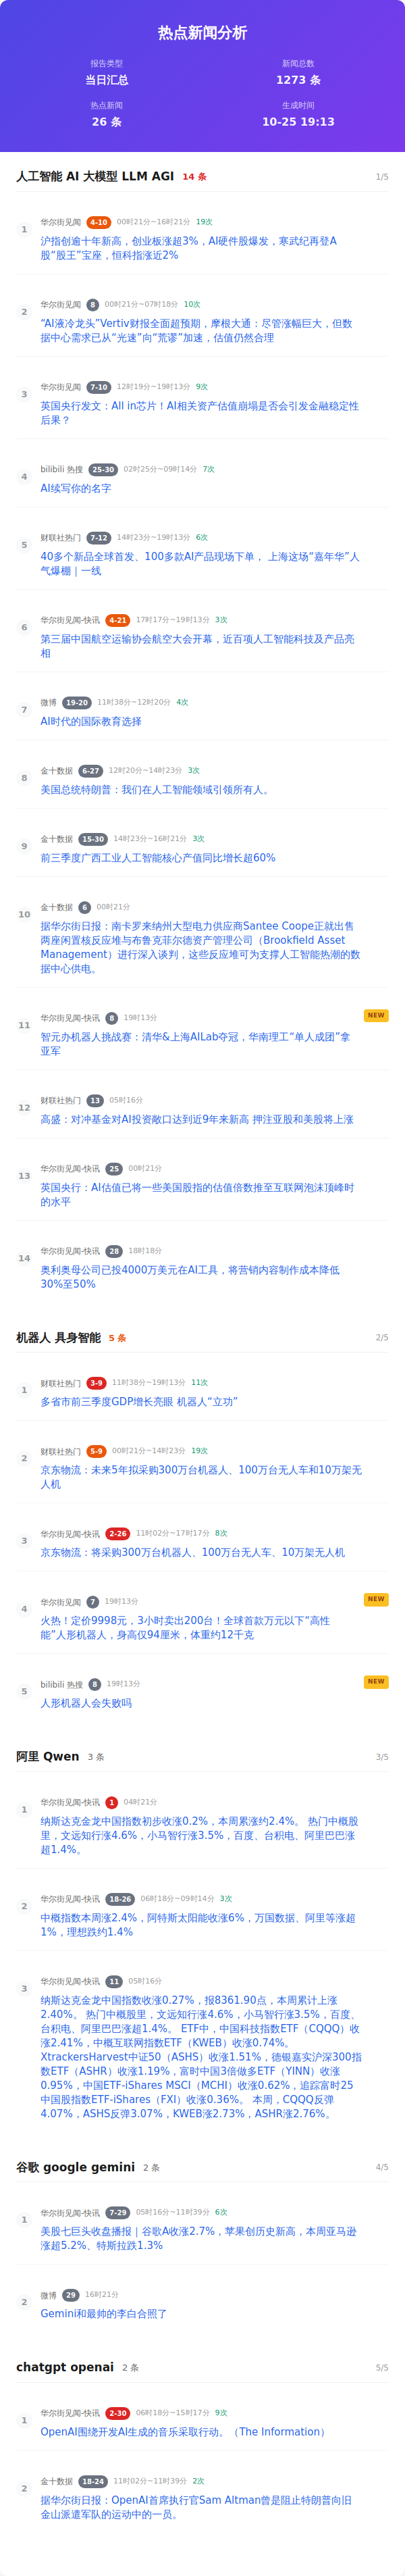 热点新闻分析
报告类型
当日汇总
新闻总数
1273 条
热点新闻
26 条
生成时间
10-25 19:13
人工智能 AI 大模型 LLM AGI 14 条 1/5
1 华尔街见闻 4-10 00时21分~16时21分 19次
沪指创逾十年新高，创业板涨超3%，AI硬件股爆发，寒武纪再登A
股“股王”宝座，恒科指涨近2%
2 华尔街见闻 8 00时21分~07时18分 10次
“AI液冷龙头”Vertiv财报全面超预期，摩根大通：尽管涨幅巨大，但数
据中心需求已从“光速”向“荒谬”加速，估值仍然合理
3 华尔街见闻 7-10 12时19分~19时13分 9次
英国央行发文：All in芯片！AI相关资产估值崩塌是否会引发金融稳定性
后果？
4 bilibili 热搜 25-30 02时25分~09时14分 7次
AI续写你的名字
5 财联社热门 7-12 14时23分~19时13分 6次
40多个新品全球首发、100多款AI产品现场下单， 上海这场“嘉年华”人
气爆棚｜一线
6 华尔街见闻-快讯 4-21 17时17分~19时13分 3次
第三届中国航空运输协会航空大会开幕，近百项人工智能科技及产品亮
相
7 微博 19-20 11时38分~12时20分 4次
AI时代的国际教育选择
8 金十数据 6-27 12时20分~14时23分 3次
美国总统特朗普：我们在人工智能领域引领所有人。
9 金十数据 15-30 14时23分~16时21分 3次
前三季度广西工业人工智能核心产值同比增长超60%
10 金十数据 6 00时21分
据华尔街日报：南卡罗来纳州大型电力供应商Santee Coope正就出售
两座闲置核反应堆与布鲁克菲尔德资产管理公司（Brookfield Asset
Management）进行深入谈判，这些反应堆可为支撑人工智能热潮的数
据中心供电。
11 华尔街见闻-快讯 8 19时13分 NEW
智元办机器人挑战赛：清华&上海AILab夺冠，华南理工“单人成团”拿
亚军
12 财联社热门 13 05时16分
高盛：对冲基金对AI投资敞口达到近9年来新高 押注亚股和美股将上涨
13 华尔街见闻-快讯 25 00时21分
英国央行：AI估值已将一些美国股指的估值倍数推至互联网泡沫顶峰时
的水平
14 华尔街见闻-快讯 28 18时18分
奥利奥母公司已投4000万美元在AI工具，将营销内容制作成本降低
30%至50%
机器人 具身智能 5 条 2/5
1 财联社热门 3-9 11时38分~19时13分 11次
多省市前三季度GDP增长亮眼 机器人“立功”
2 财联社热门 5-9 00时21分~14时23分 19次
京东物流：未来5年拟采购300万台机器人、100万台无人车和10万架无
人机
3 华尔街见闻-快讯 2-26 11时02分~17时17分 8次
京东物流：将采购300万台机器人、100万台无人车、10万架无人机
4 华尔街见闻 7 19时13分 NEW
火热！定价9998元，3小时卖出200台！全球首款万元以下“高性
能”人形机器人，身高仅94厘米，体重约12千克
5 bilibili 热搜 8 19时13分 NEW
人形机器人会失败吗
阿里 Qwen 3 条 3/5
1 华尔街见闻-快讯 1 04时21分
纳斯达克金龙中国指数初步收涨0.2%，本周累涨约2.4%。 热门中概股
里，文远知行涨4.6%，小马智行涨3.5%，百度、台积电、阿里巴巴涨
超1.4%。
2 华尔街见闻-快讯 18-26 06时18分~09时14分 3次
中概指数本周涨2.4%，阿特斯太阳能收涨6%，万国数据、阿里等涨超
1%，理想跌约1.4%
3 华尔街见闻-快讯 11 05时16分
纳斯达克金龙中国指数收涨0.27%，报8361.90点，本周累计上涨
2.40%。 热门中概股里，文远知行涨4.6%，小马智行涨3.5%，百度、
台积电、阿里巴巴涨超1.4%。 ETF中，中国科技指数ETF（CQQQ）收
涨2.41%，中概互联网指数ETF（KWEB）收涨0.74%。
XtrackersHarvest中证50（ASHS）收涨1.51%，德银嘉实沪深300指
数ETF（ASHR）收涨1.19%，富时中国3倍做多ETF（YINN）收涨
0.95%，中国ETF-iShares MSCI（MCHI）收涨0.62%，追踪富时25
中国股指数ETF-iShares（FXI）收涨0.36%。 本周，CQQQ反弹
4.07%，ASHS反弹3.07%，KWEB涨2.73%，ASHR涨2.76%。
谷歌 google gemini 2 条 4/5
1 华尔街见闻-快讯 7-29 05时16分~11时39分 6次
美股七巨头收盘播报｜谷歌A收涨2.7%，苹果创历史新高，本周亚马逊
涨超5.2%、特斯拉跌1.3%
2 微博 29 16时21分
Gemini和最帅的李白合照了
chatgpt openai 2 条 5/5
1 华尔街见闻-快讯 2-30 06时18分~15时17分 9次
OpenAI围绕开发AI生成的音乐采取行动。（The Information）
2 金十数据 18-24 11时02分~11时39分 2次
据华尔街日报：OpenAI首席执行官Sam Altman曾是阻止特朗普向旧
金山派遣军队的运动中的一员。